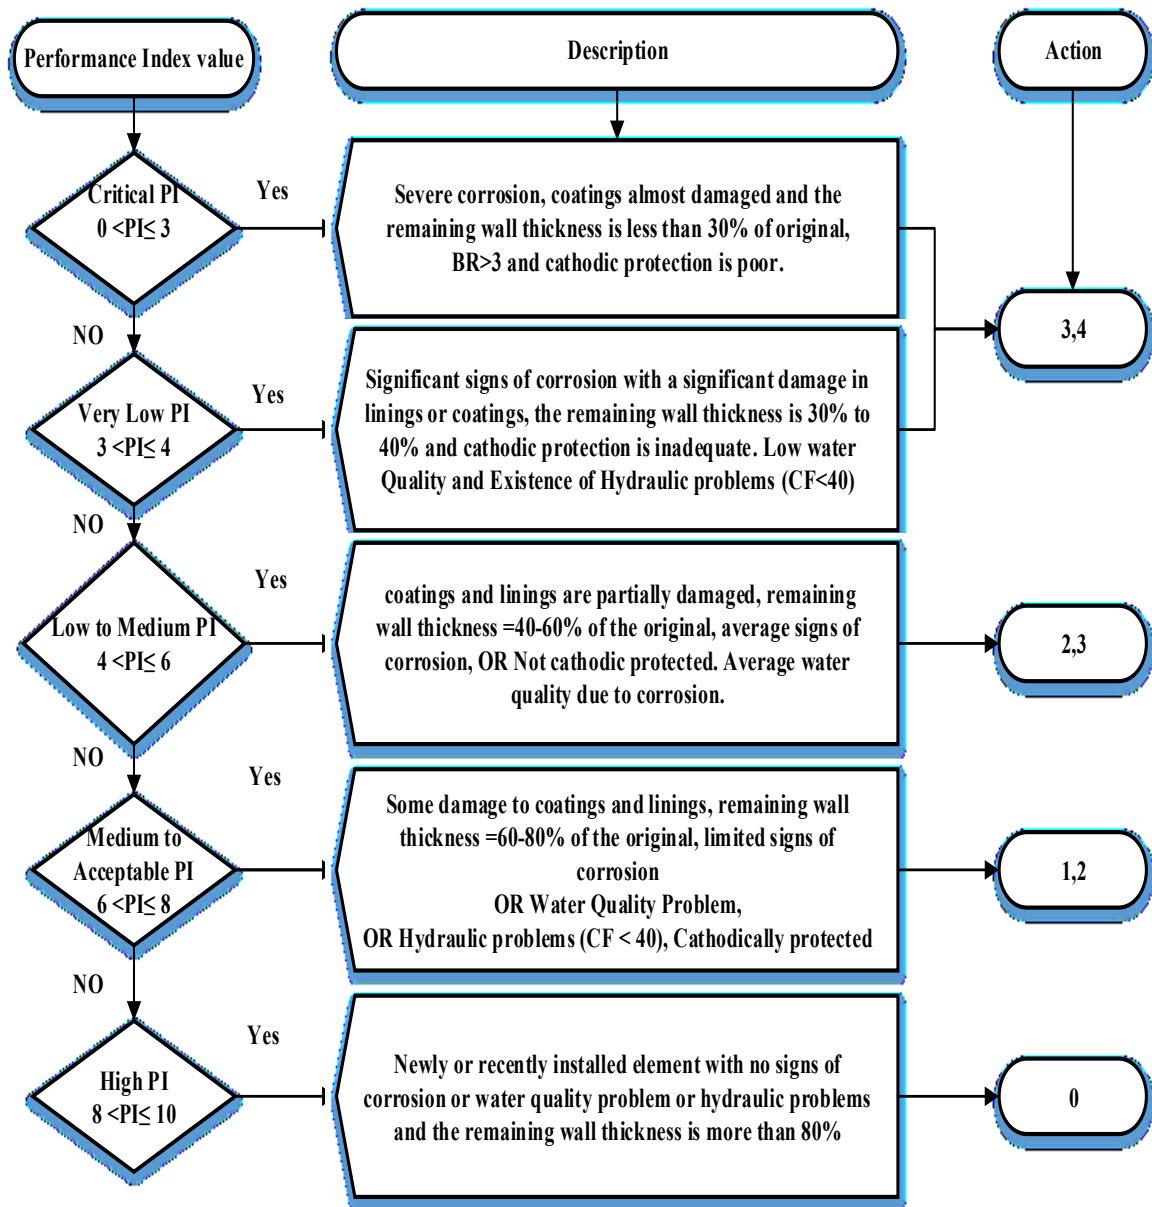 Performance Index value
Description
Action
Critical PI
0 <PI≤ 3
Yes
Severe corrosion, coatings almost damaged and the
remaining wall thickness is less than 30% of original,
BR>3 and cathodic protection is poor.
3,4
NO
Very Low PI
3 <PI≤ 4
Yes
Significant signs of corrosion with a significant damage in
linings or coatings, the remaining wall thickness is 30% to
40% and cathodic protection is inadequate. Low water
Quality and Existence of Hydraulic problems (CF<40)
NO
Low to Medium PI
4 <PI≤ 6
Yes
coatings and linings are partially damaged, remaining
wall thickness =40-60% of the original, average signs of
corrosion, OR Not cathodic protected. Average water
quality due to corrosion.
2,3
NO
Medium to
Acceptable PI
6 <PI≤ 8
Yes
Some damage to coatings and linings, remaining wall
thickness =60-80% of the original, limited signs of
corrosion
OR Water Quality Problem,
OR Hydraulic problems (CF < 40), Cathodically protected
1,2
NO
High PI
8 <PI≤ 10
Yes
Newly or recently installed element with no signs of
corrosion or water quality problem or hydraulic problems
and the remaining wall thickness is more than 80%
0